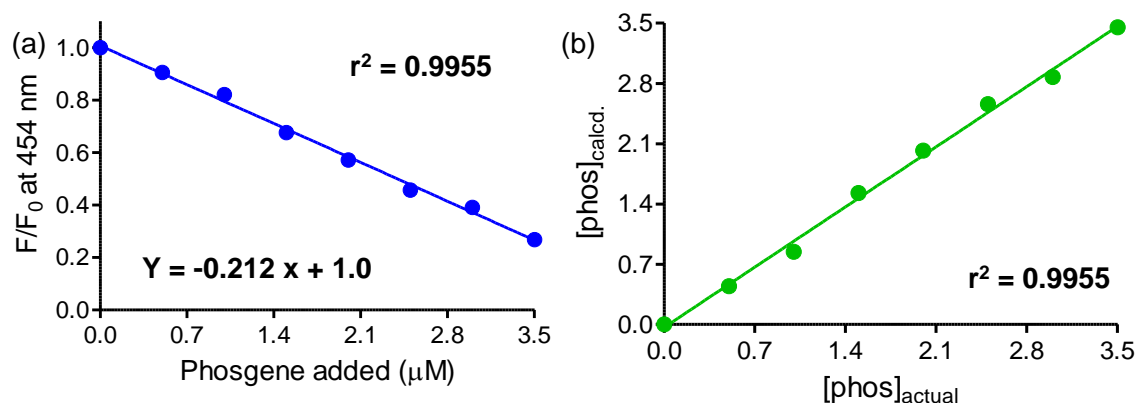 (a)
F/F₀ at 454 nm
1.0
0.8
0.6
0.4
0.2
0.0
r² = 0.9955
Y = -0.212 x + 1.0
0.0 0.7 1.4 2.1 2.8 3.5
Phosgene added (μM)
(b)
[phos]calcd.
3.5
2.8
2.1
1.4
0.7
0.0
r² = 0.9955
0.0 0.7 1.4 2.1 2.8 3.5
[phos]actual